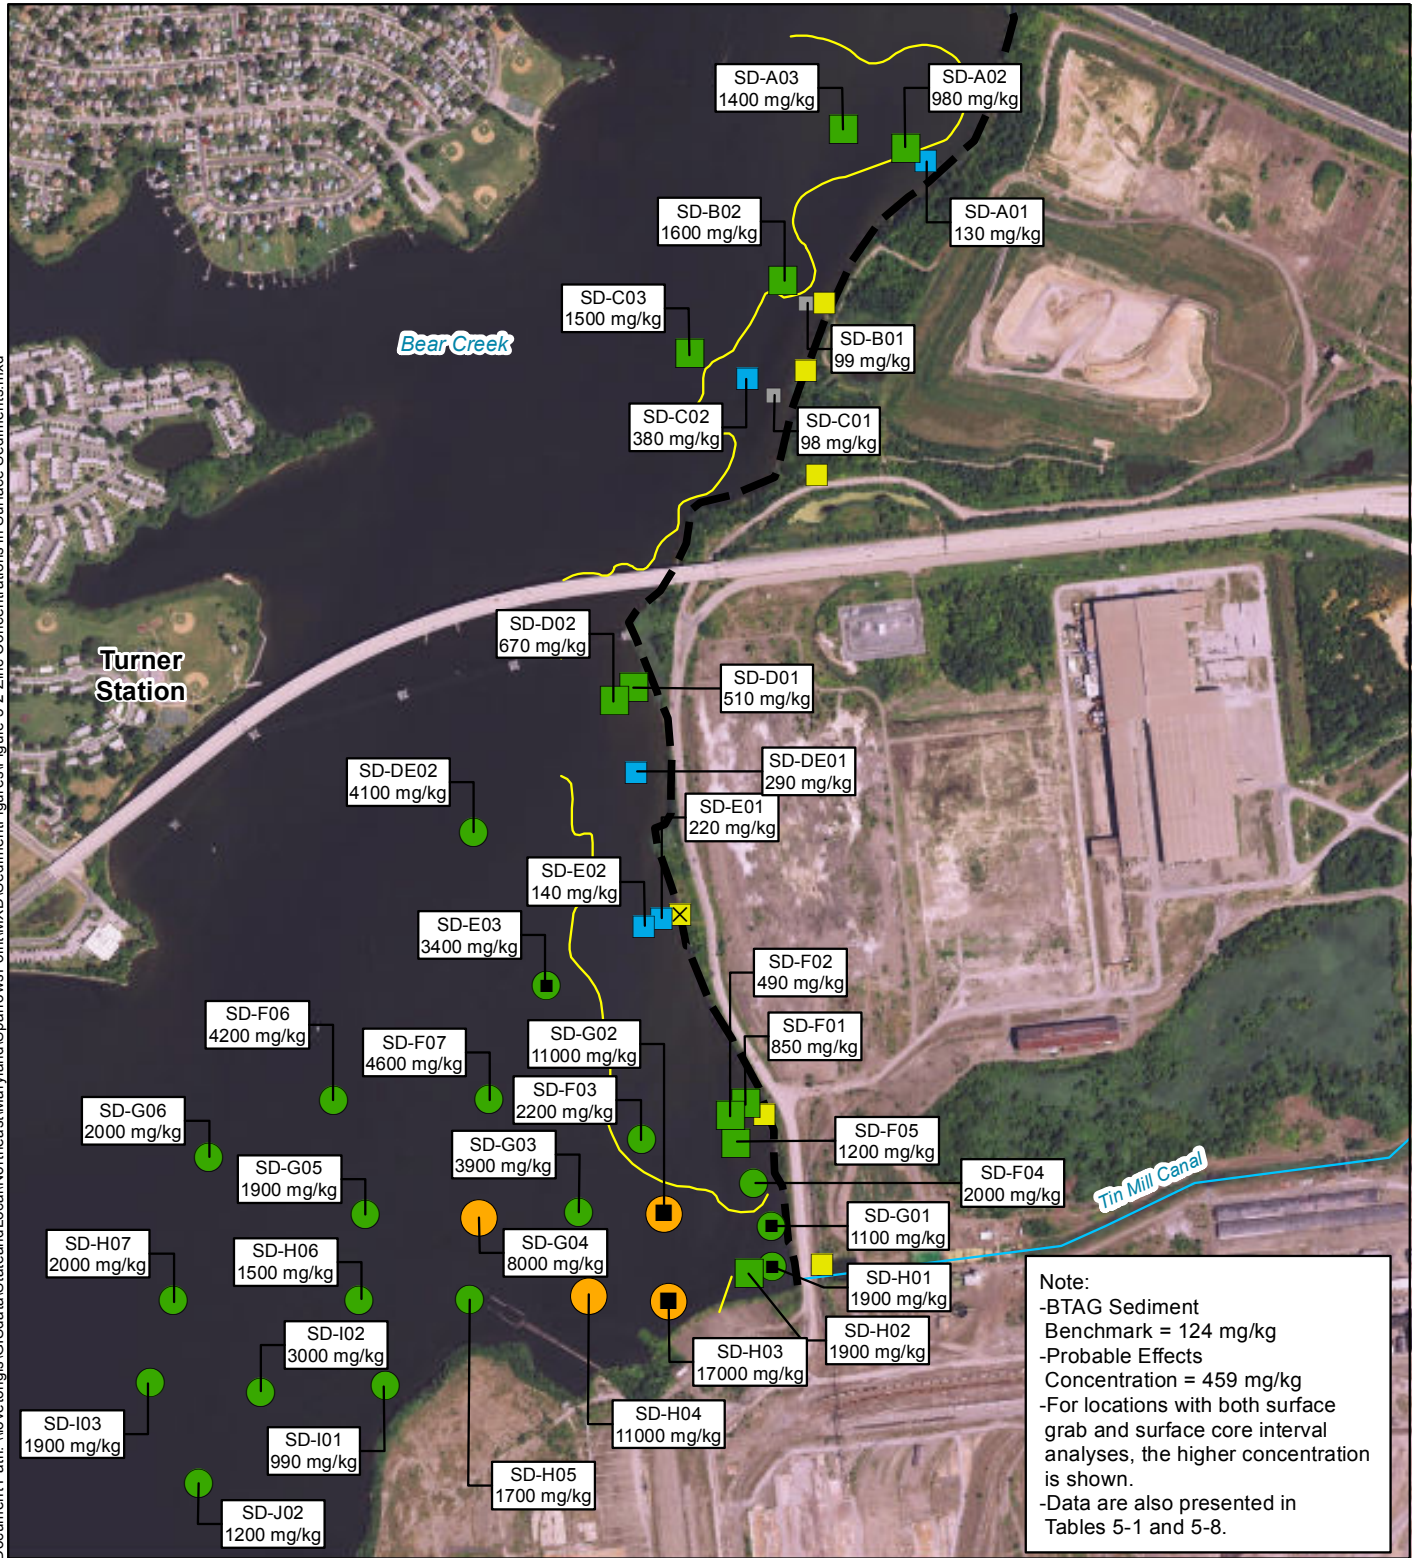 SD-A03
1400 mg/kg
SD-A02
980 mg/kg
SD-A01
130 mg/kg
SD-B02
1600 mg/kg
SD-C03
1500 mg/kg
Bear Creek
SD-B01
99 mg/kg
SD-C02
380 mg/kg
SD-C01
98 mg/kg
SD-D02
670 mg/kg
Turner
Station
SD-D01
510 mg/kg
SD-DE02
4100 mg/kg
SD-DE01
290 mg/kg
SD-E01
220 mg/kg
SD-E02
140 mg/kg
SD-E03
3400 mg/kg
SD-F02
490 mg/kg
SD-F06
4200 mg/kg
SD-F07
4600 mg/kg
SD-G02
11000 mg/kg
SD-F01
850 mg/kg
SD-F03
2200 mg/kg
SD-G06
2000 mg/kg
SD-G03
3900 mg/kg
SD-F05
1200 mg/kg
SD-G05
1900 mg/kg
SD-F04
2000 mg/kg
Tin Mill Canal
SD-G01
1100 mg/kg
SD-H07
2000 mg/kg
SD-H06
1500 mg/kg
SD-G04
8000 mg/kg
SD-H01
1900 mg/kg
SD-I02
3000 mg/kg
SD-H02
1900 mg/kg
SD-H03
17000 mg/kg
SD-I03
1900 mg/kg
SD-I01
990 mg/kg
SD-H04
11000 mg/kg
SD-H05
1700 mg/kg
SD-J02
1200 mg/kg
Note:
-BTAG Sediment
Benchmark = 124 mg/kg
-Probable Effects
Concentration = 459 mg/kg
-For locations with both surface
grab and surface core interval
analyses, the higher concentration
is shown.
-Data are also presented in
Tables 5-1 and 5-8.